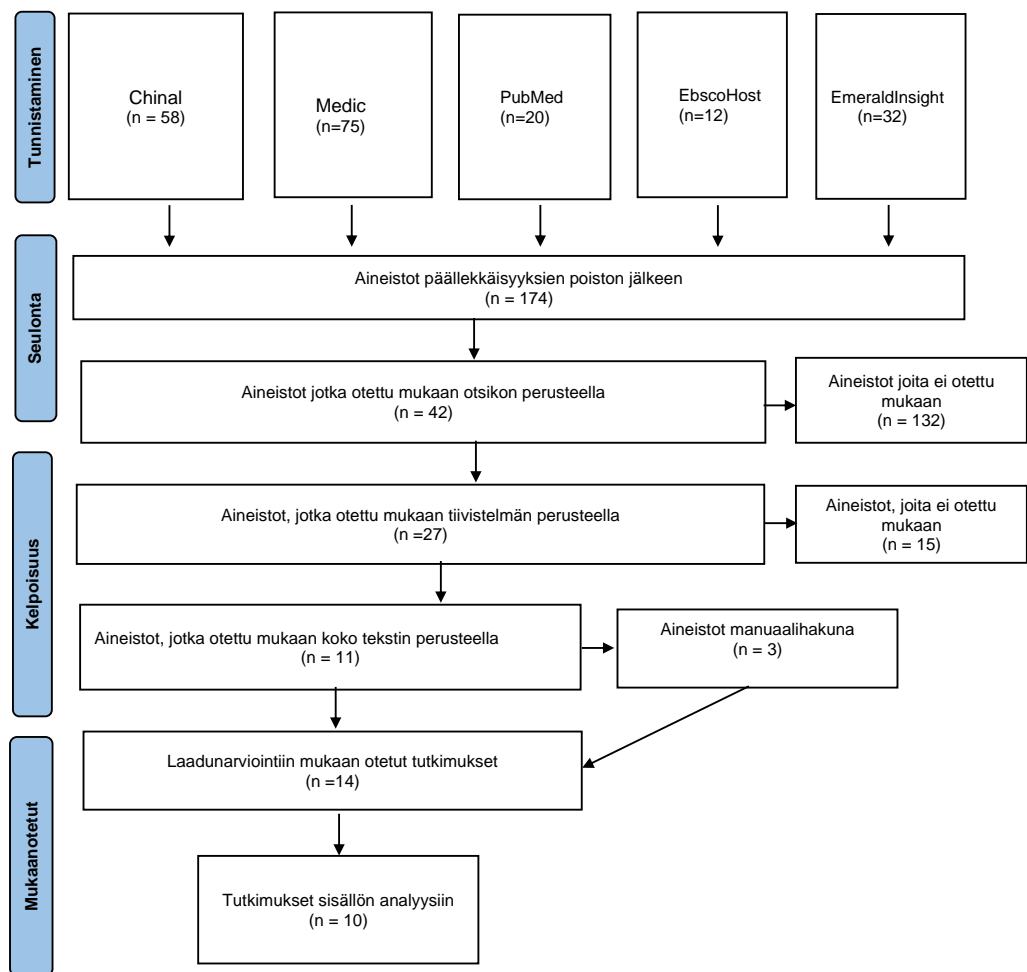 Tunnistaminen
Chinal
(n = 58)
Medic
(n=75)
PubMed
(n=20)
EbscoHost
(n=12)
EmeraldInsight
(n=32)
Seulonta
Aineistot päällekkäisyyksien poiston jälkeen
(n = 174)
Aineistot jotka otettu mukaan otsikon perusteella
(n = 42)
Aineistot joita ei otettu
mukaan
(n = 132)
Kelpoisuus
Aineistot, jotka otettu mukaan tiivistelmän perusteella
(n =27)
Aineistot, joita ei otettu
mukaan
(n = 15)
Aineistot, jotka otettu mukaan koko tekstin perusteella
(n = 11)
Aineistot manuaalihakuna
(n = 3)
Mukaanotetut
Laadunarviointiin mukaan otetut tutkimukset
(n =14)
Tutkimukset sisällön analyysiin
(n = 10)